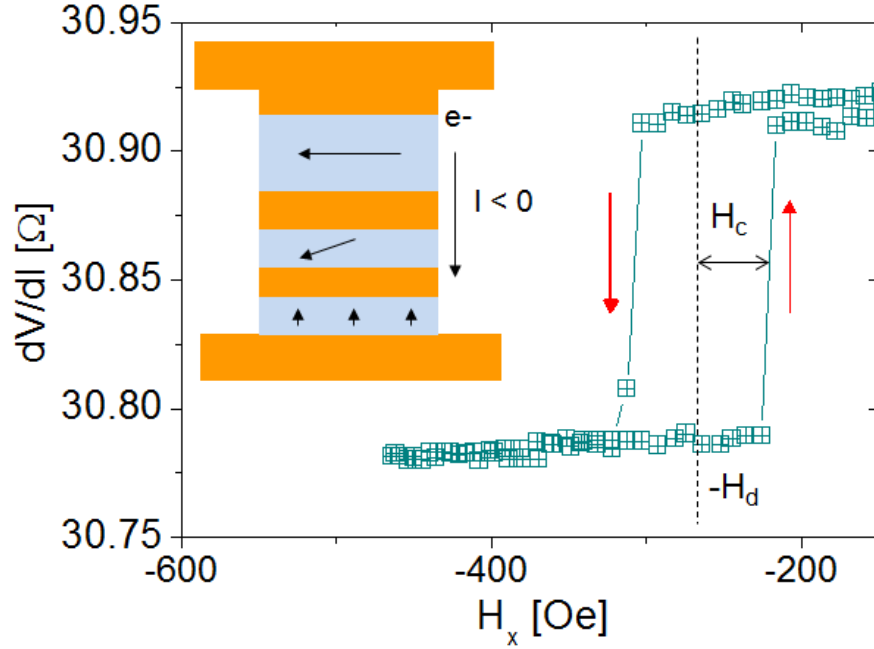 30.95
30.90
30.85
30.80
30.75
dV/dI [Ω]
e-
I < 0
H_c
-H_d
-600
-400
-200
H_x [Oe]